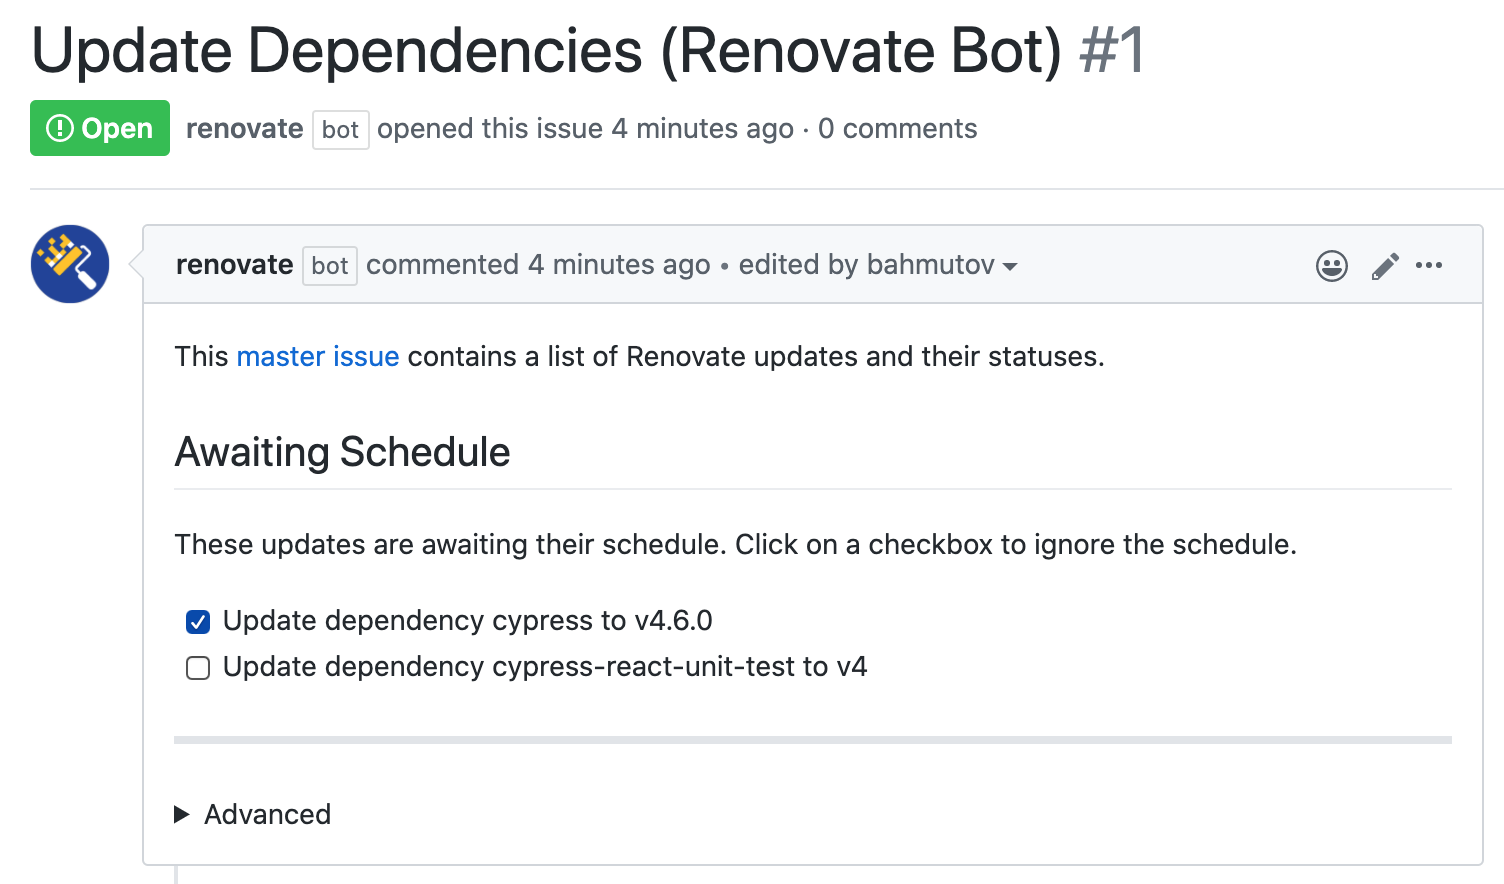 Update Dependencies (Renovate Bot) #1
Open renovate bot opened this issue 4 minutes ago · 0 comments
renovate bot commented 4 minutes ago • edited by bahmutov
This master issue contains a list of Renovate updates and their statuses.
Awaiting Schedule
These updates are awaiting their schedule. Click on a checkbox to ignore the schedule.
Update dependency cypress to v4.6.0
Update dependency cypress-react-unit-test to v4
Advanced